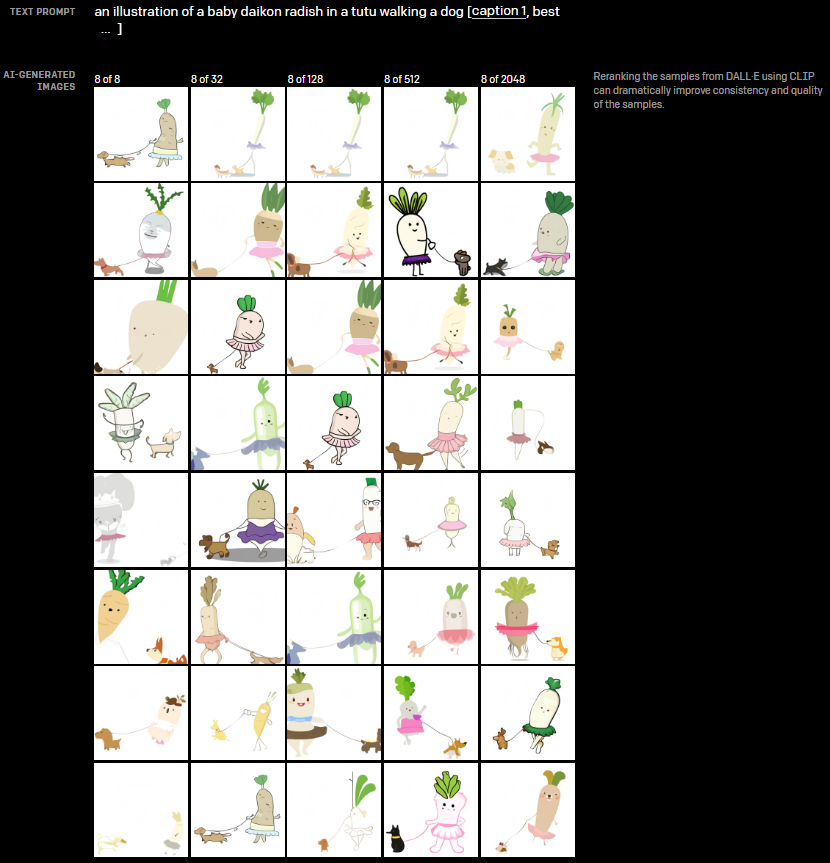 TEXT PROMPT
an illustration of a baby daikon radish in a tutu walking a dog [caption 1, best
... ]
AI-GENERATED
IMAGES
8 of 8
8 of 32
8 of 128
8 of 512
8 of 2048
Reranking the samples from DALL·E using CLIP
can dramatically improve consistency and quality
of the samples.